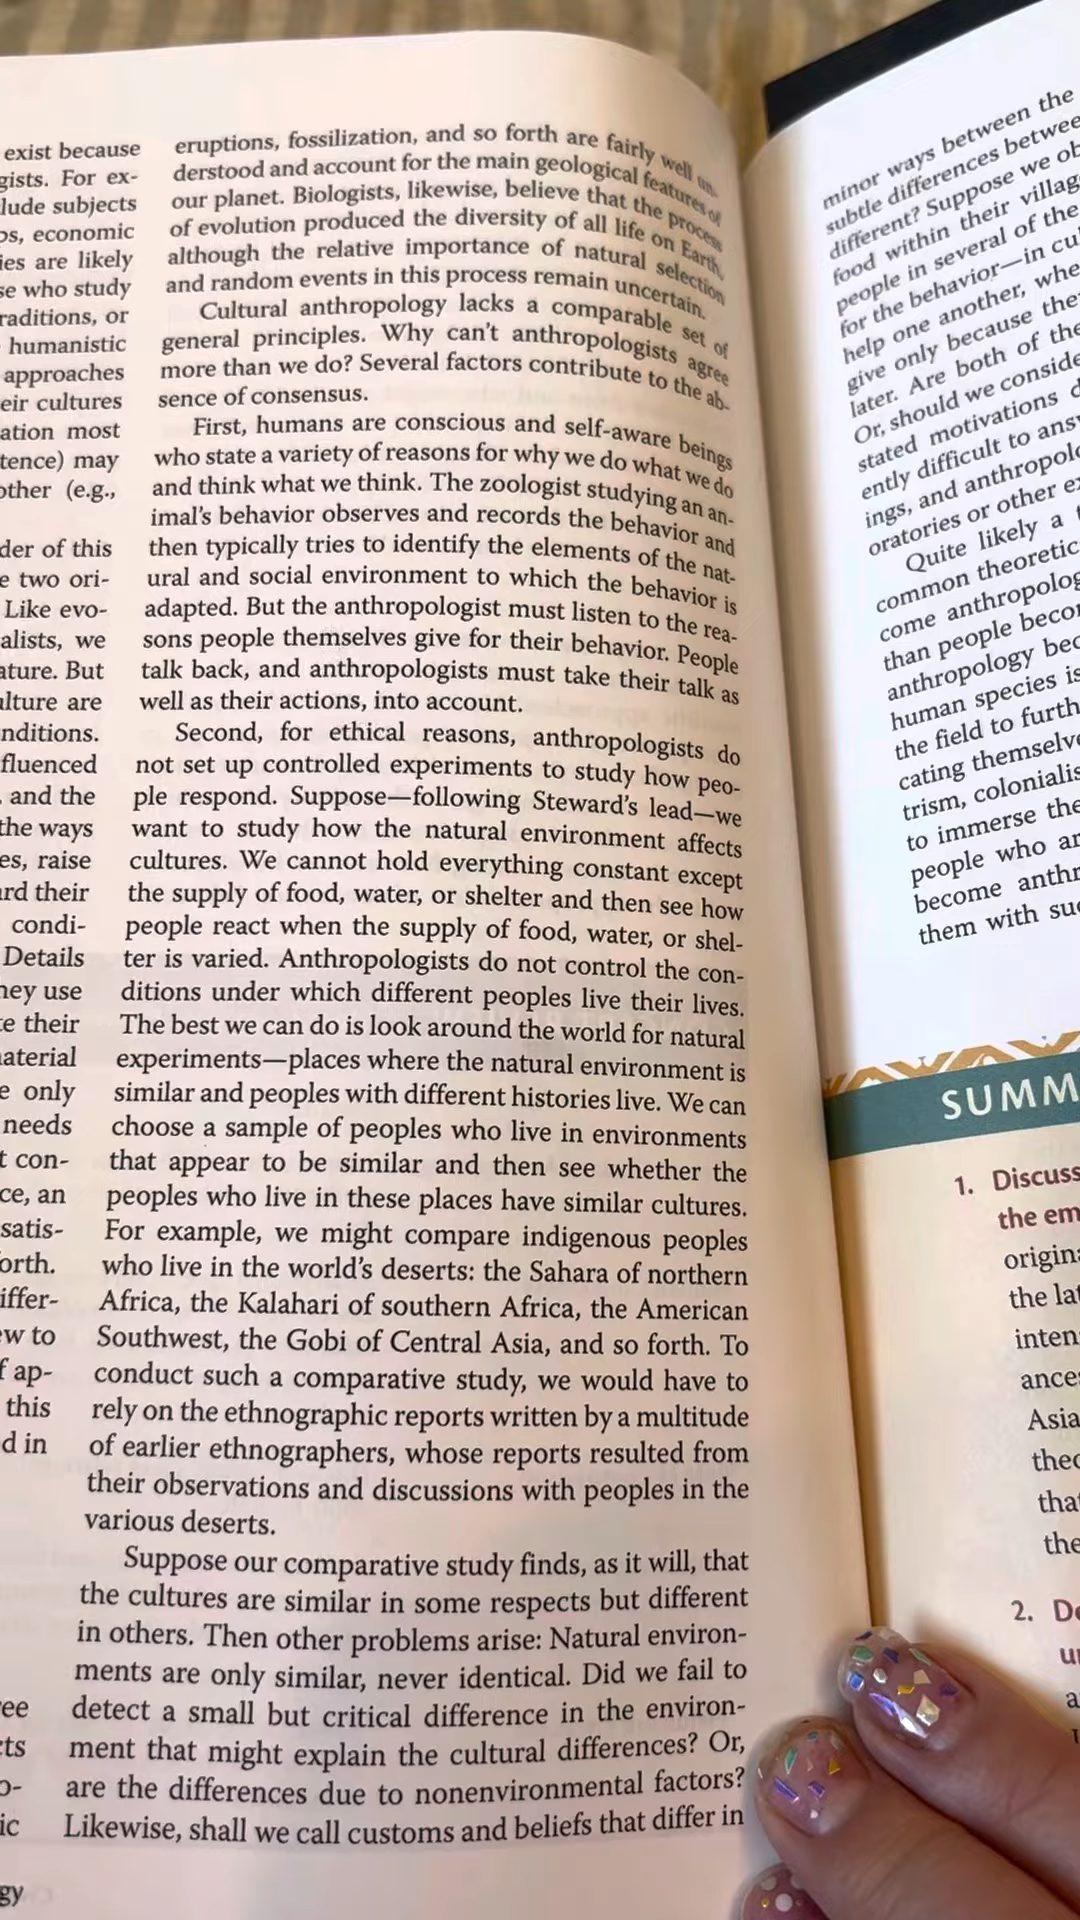 exist because
gists. For ex-
lude subjects
ps, economic
ies are likely
se who study
raditions, or
humanistic
approaches
eir cultures
ation most
tence) may
other (e.g.,
der of this
e two ori-
Like evo-
alists, we
ature. But
ulture are
nditions.
fluenced
, and the
the ways
es, raise
ard their
condi-
Details
hey use
te their
aterial
e only
needs
t con-
ce, an
satis-
orth.
iffer-
ew to
f ap-
this
d in
ree
cts
o-
ic
gy
eruptions, fossilization, and so forth are fairly well un-
derstood and account for the main geological features of
our planet. Biologists, likewise, believe that the process
of evolution produced the diversity of all life on Earth,
although the relative importance of natural selection
and random events in this process remain uncertain.
Cultural anthropology lacks a comparable set of
general principles. Why can't anthropologists agree
more than we do? Several factors contribute to the ab-
sence of consensus.
First, humans are conscious and self-aware beings
who state a variety of reasons for why we do what we do
and think what we think. The zoologist studying an an-
imal's behavior observes and records the behavior and
then typically tries to identify the elements of the nat-
ural and social environment to which the behavior is
adapted. But the anthropologist must listen to the rea-
sons people themselves give for their behavior. People
talk back, and anthropologists must take their talk as
well as their actions, into account.
Second, for ethical reasons, anthropologists do
not set up controlled experiments to study how peo-
ple respond. Suppose—following Steward's lead—we
want to study how the natural environment affects
cultures. We cannot hold everything constant except
the supply of food, water, or shelter and then see how
people react when the supply of food, water, or shel-
ter is varied. Anthropologists do not control the con-
ditions under which different peoples live their lives.
The best we can do is look around the world for natural
experiments—places where the natural environment is
similar and peoples with different histories live. We can
choose a sample of peoples who live in environments
that appear to be similar and then see whether the
peoples who live in these places have similar cultures.
For example, we might compare indigenous peoples
who live in the world's deserts: the Sahara of northern
Africa, the Kalahari of southern Africa, the American
Southwest, the Gobi of Central Asia, and so forth. To
conduct such a comparative study, we would have to
rely on the ethnographic reports written by a multitude
of earlier ethnographers, whose reports resulted from
their observations and discussions with peoples in the
various deserts.
Suppose our comparative study finds, as it will, that
the cultures are similar in some respects but different
in others. Then other problems arise: Natural environ-
ments are only similar, never identical. Did we fail to
detect a small but critical difference in the environ-
ment that might explain the cultural differences? Or,
are the differences due to nonenvironmental factors?
Likewise, shall we call customs and beliefs that differ in
minor ways between the
subtle differences betwee
different? Suppose we ob
food within their villag
people in several of the
for the behavior—in cu
help one another, whe
give only because the
later. Are both of the
Or, should we conside
stated motivations
ently difficult to ans
ings, and anthropolo
oratories or other e
Quite likely a
common theoretic
come anthropolog
than people becom
anthropology bec
human species is
the field to furth
cating themselve
trism, colonialis
to immerse the
people who ar
become anthr
them with suc
SUMM
1. Discuss
the em
origina
the lat
inten
ance
Asia
theo
that
the
2. De
u
a